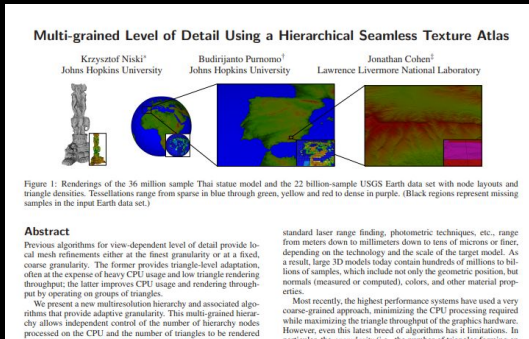 Multi-grained Level of Detail Using a Hierarchical Seamless Texture Atlas
Krzysztof Niski*
Johns Hopkins University
Budirijanto Purnomo†
Johns Hopkins University
Jonathan Cohen‡
Lawrence Livermore National Laboratory
Figure 1: Renderings of the 36 million sample Thai statue model and the 22 billion-sample USGS Earth data set with node layouts and
triangle densities. Tessellations range from sparse in blue through green, yellow and red to dense in purple. (Black regions represent missing
samples in the input Earth data set.)
Abstract
Previous algorithms for view-dependent level of detail provide lo-
cal mesh refinements either at the finest granularity or at a fixed,
coarse granularity. The former provides triangle-level adaptation,
often at the expense of heavy CPU usage and low triangle rendering
throughput; the latter improves CPU usage and rendering through-
put by operating on groups of triangles.
We present a new multiresolution hierarchy and associated algo-
rithms that provide adaptive granularity. This multi-grained hierar-
chy allows independent control of the number of hierarchy nodes
processed on the CPU and the number of triangles to be rendered
standard laser range finding, photometric techniques, etc., range
from meters down to millimeters down to tens of microns or finer,
depending on the technology and the scale of the target model. As
a result, large 3D models today contain hundreds of millions to bil-
lions of samples, which include not only the geometric position, but
normals (measured or computed), colors, and other material prop-
erties.
Most recently, the highest performance systems have used a very
coarse-grained approach, minimizing the CPU processing required
while maximizing the triangle throughput of the graphics hardware.
However, even this latest breed of algorithms has it limitations. In